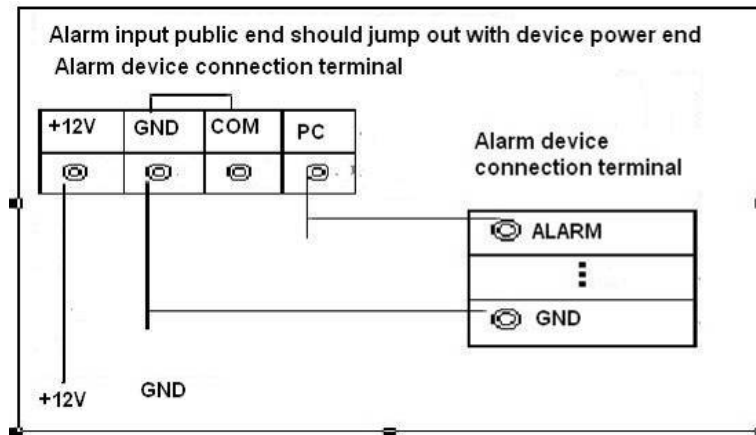 Alarm input public end should jump out with device power end
Alarm device connection terminal
+12V GND COM PC
Alarm device
connection terminal
ALARM
GND
+12V GND